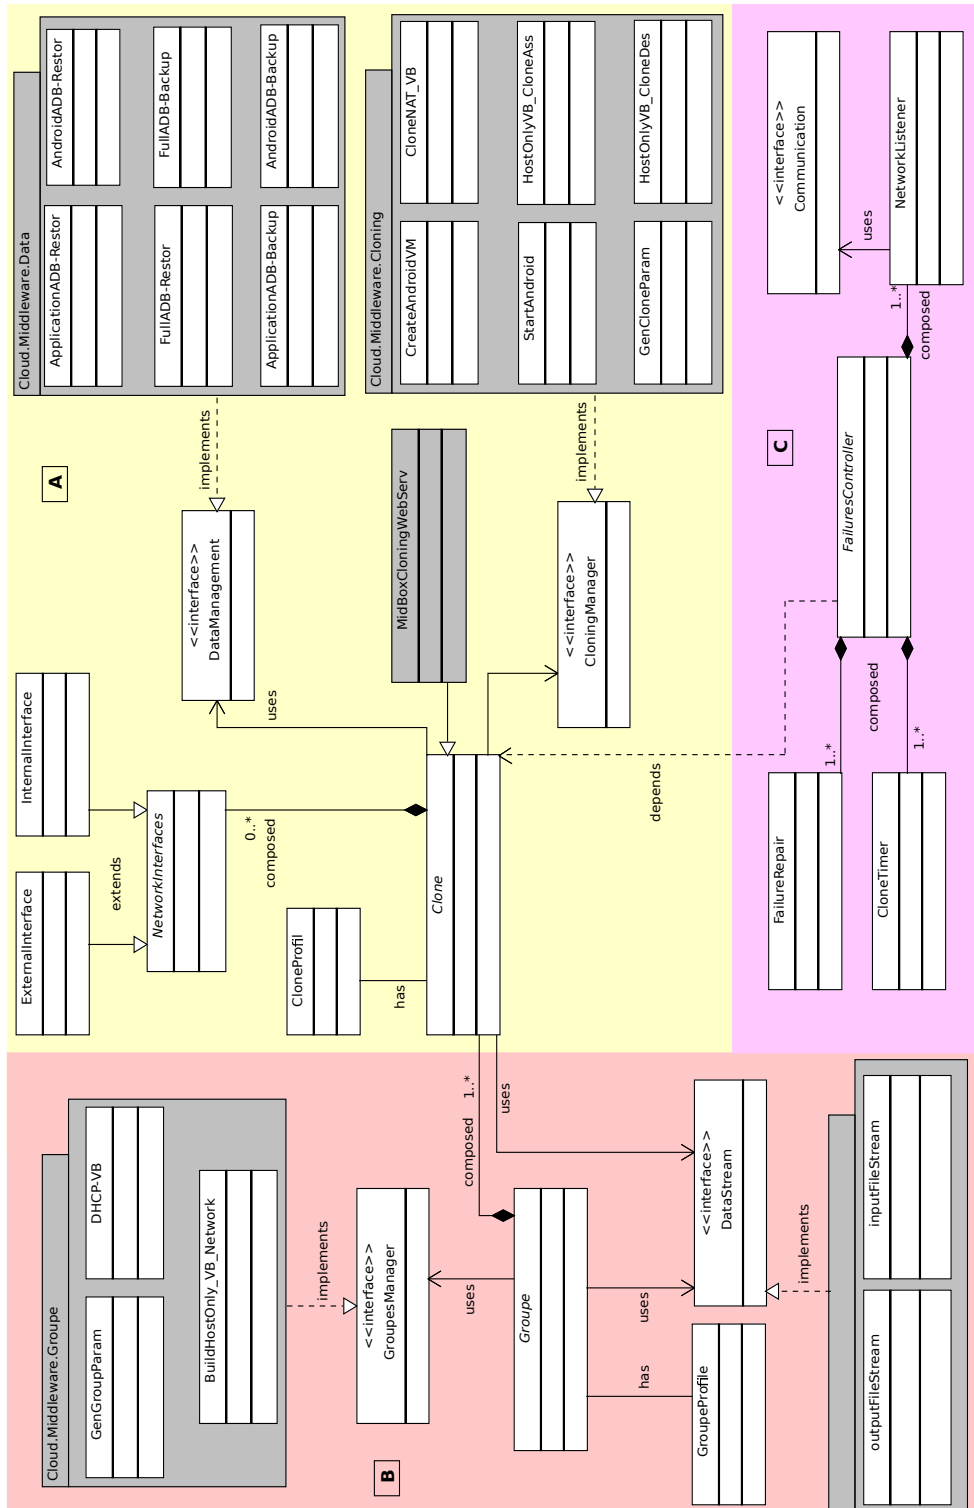 Cloud.Middleware.Groupe
GenGroupParam
DHCP-VB
BuildHostOnly_VB_Network
implements
<<interface>>
GroupesManager
B
uses
Groupe
composed
1..*
uses
uses
has
GroupeProfile
<<interface>>
DataStream
implements
outputFileStream
inputFileStream
ExternalInterface
InternalInterface
extends
NetworkInterfaces
0..*
composed
CloneProfil
has
Clone
uses
A
<<interface>>
DataManagement
implements
Cloud.Middleware.Data
ApplicationADB-Restor
AndroidADB-Restor
FullADB-Restor
FullADB-Backup
ApplicationADB-Backup
AndroidADB-Backup
MidBoxCloningWebServ
<<interface>>
CloningManager
implements
Cloud.Middleware.Cloning
CreateAndroidVM
CloneNAT_VB
StartAndroid
HostOnlyVB_CloneAss
GenCloneParam
HostOnlyVB_CloneDes
depends
C
FailureRepair
1..*
composed
CloneTimer
1..*
FailuresController
<<interface>>
Communication
uses
1..*
composed
NetworkListener